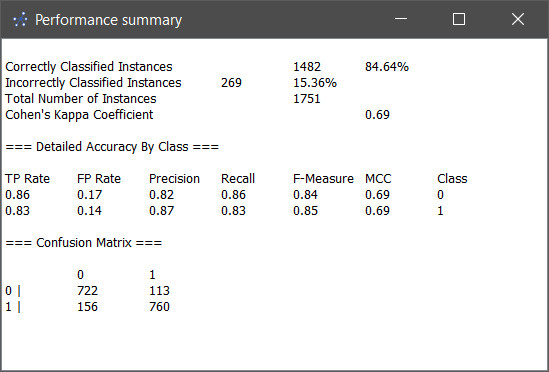 Performance summary
Correctly Classified Instances 1482 84.64%
Incorrectly Classified Instances 269 15.36%
Total Number of Instances 1751
Cohen's Kappa Coefficient 0.69
=== Detailed Accuracy By Class ===
TP Rate FP Rate Precision Recall F-Measure MCC Class
0.86 0.17 0.82 0.86 0.84 0.69 0
0.83 0.14 0.87 0.83 0.85 0.69 1
=== Confusion Matrix ===
0 1
0 | 722 113
1 | 156 760